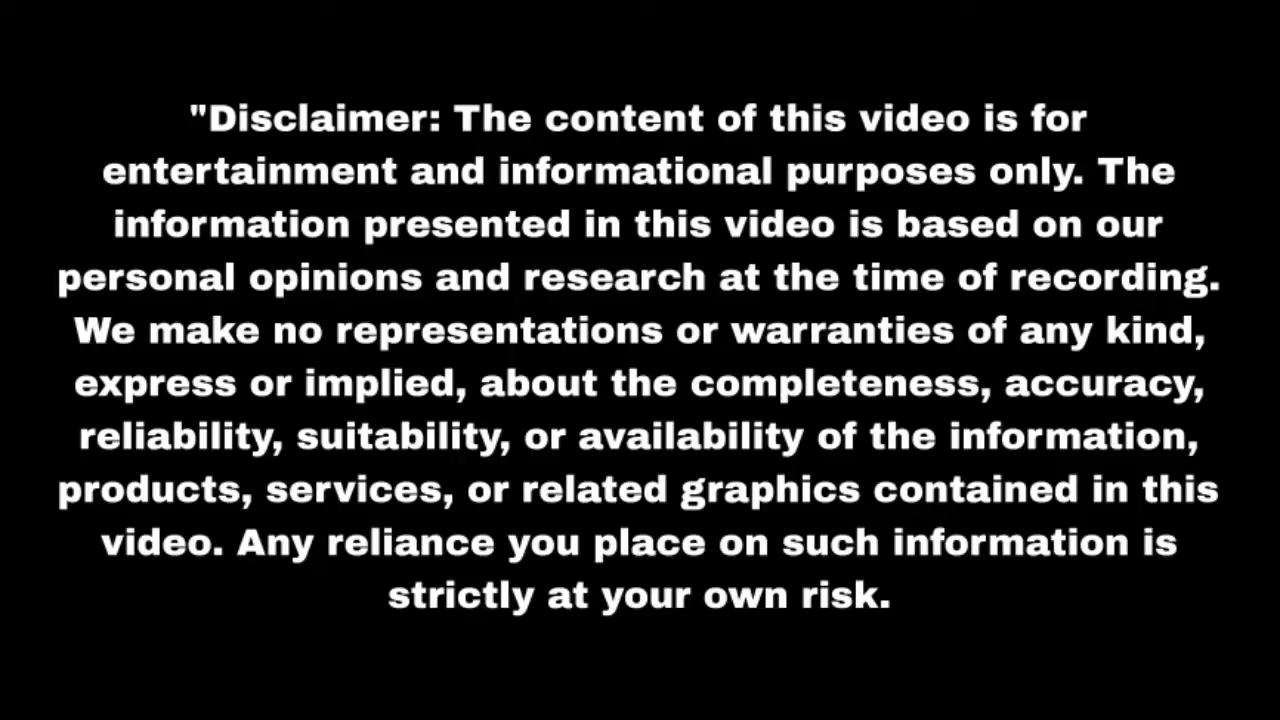 "Disclaimer: The content of this video is for
entertainment and informational purposes only. The
information presented in this video is based on our
personal opinions and research at the time of recording.
We make no representations or warranties of any kind,
express or implied, about the completeness, accuracy,
reliability, suitability, or availability of the information,
products, services, or related graphics contained in this
video. Any reliance you place on such information is
strictly at your own risk.